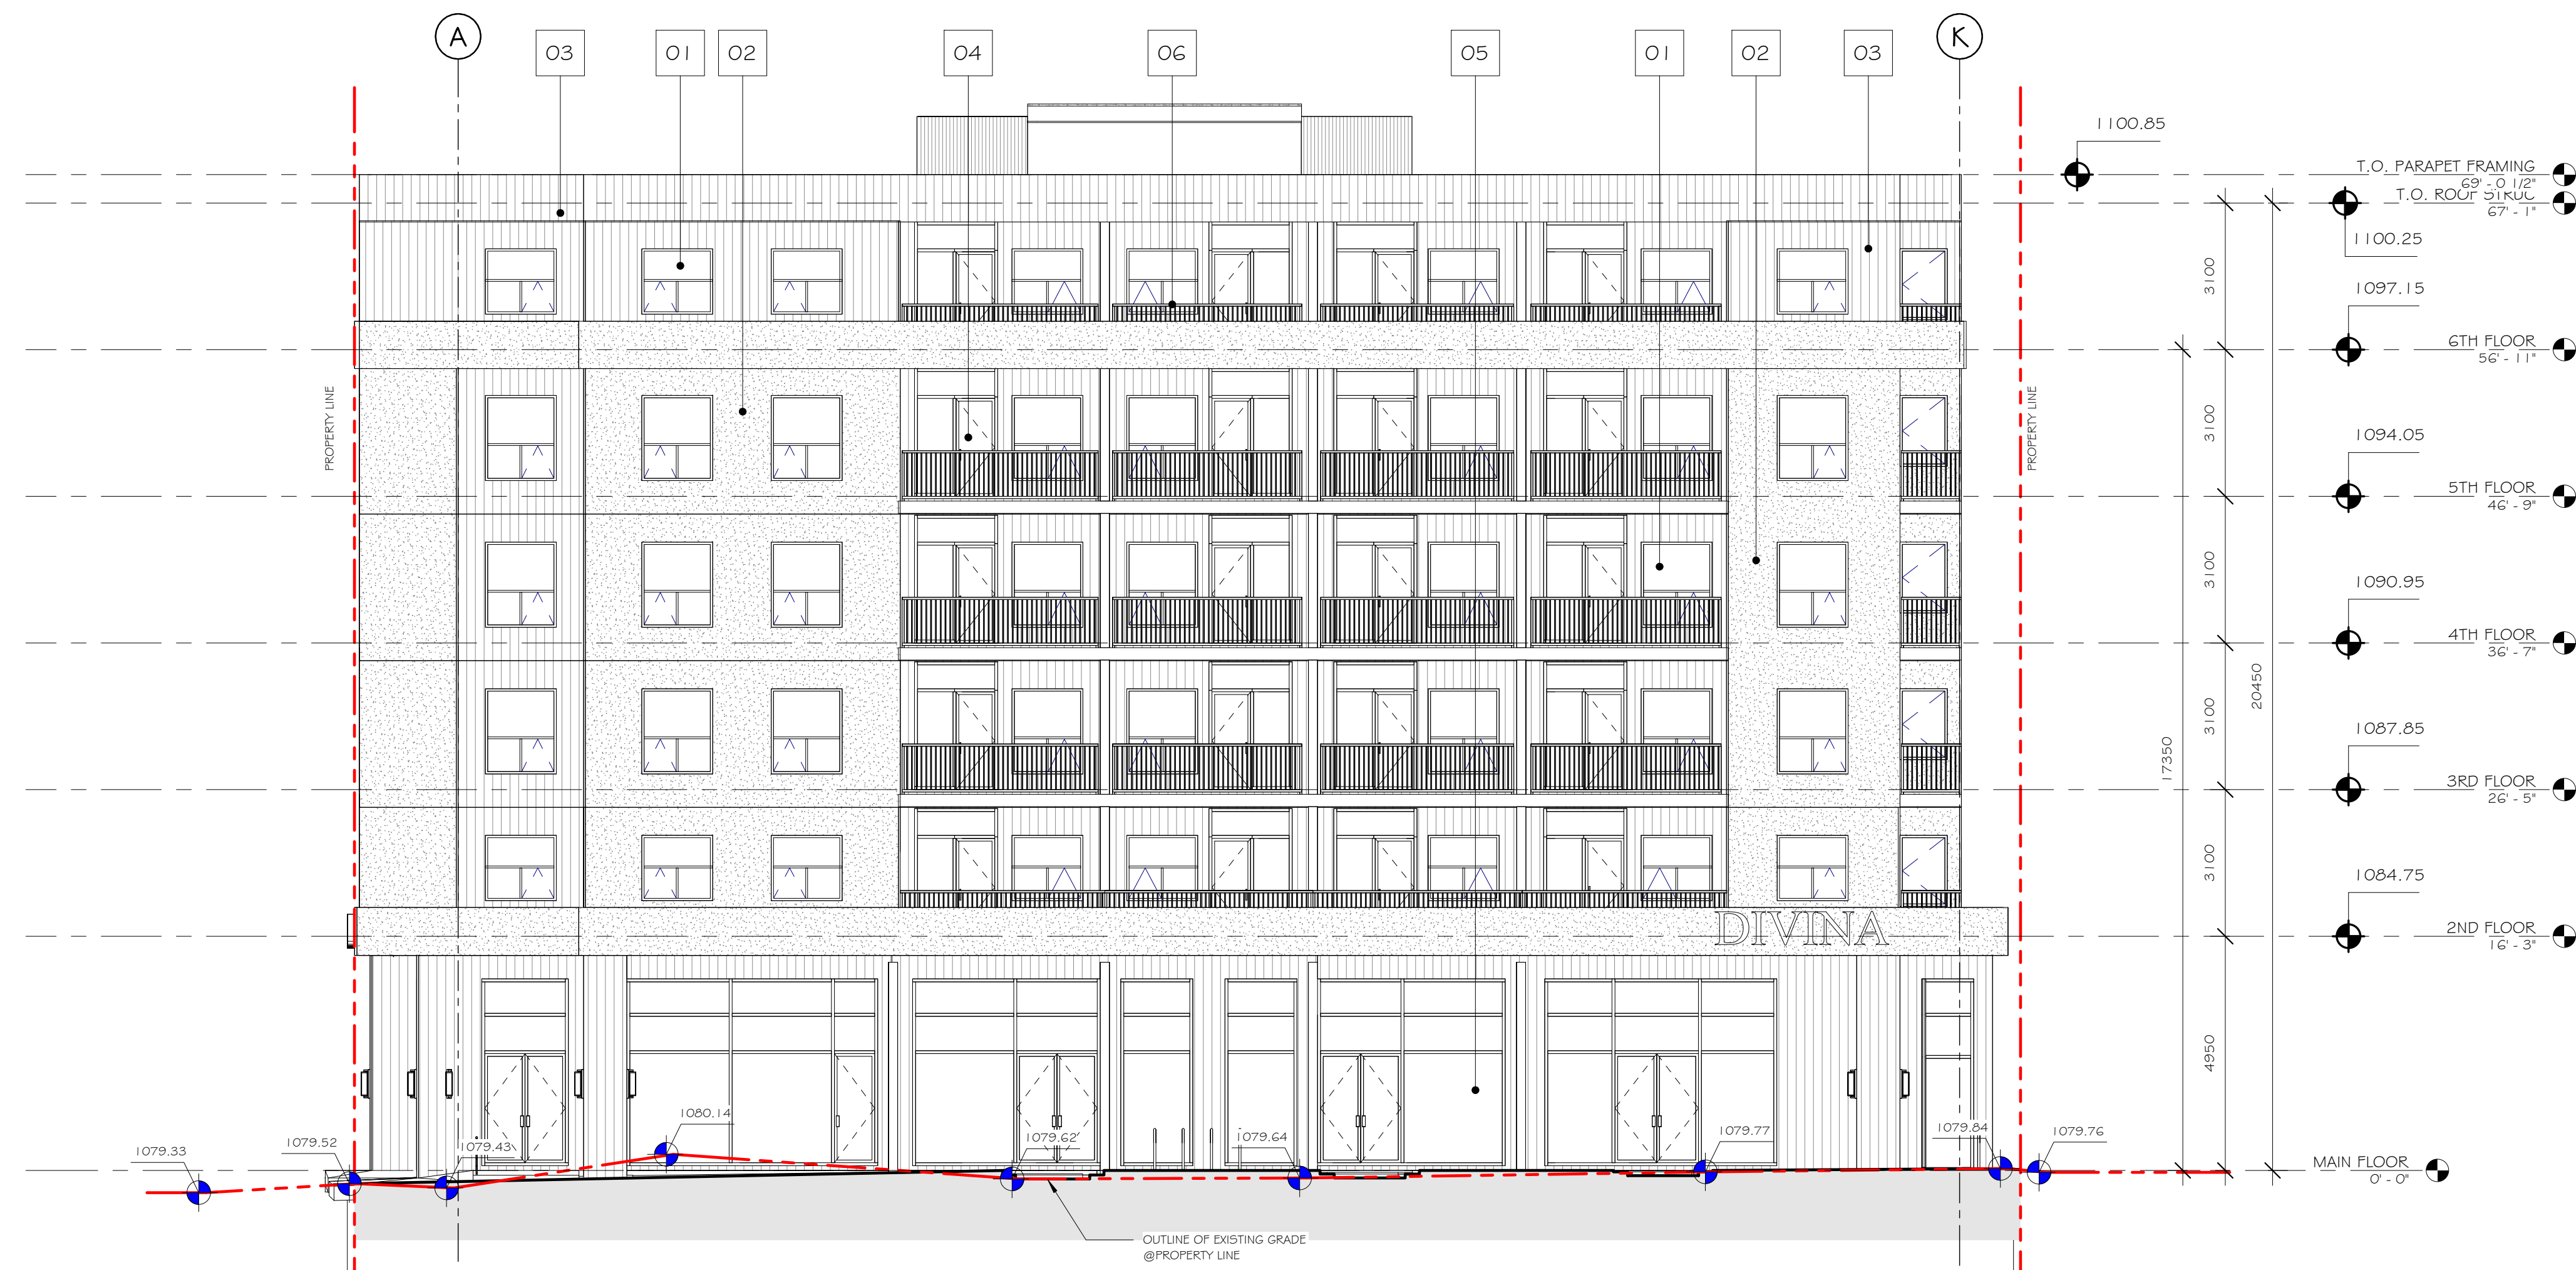 A
K
03
01
02
04
06
05
01
02
03
1100.85
T.O. PARAPET FRAMING
69' - 0 1/2"
T.O. ROOF STRUC
67' - 1"
1100.25
3100
1097.15
6TH FLOOR
56' - 11"
PROPERTY LINE
PROPERTY LINE
3100
1094.05
5TH FLOOR
46' - 9"
3100
1090.95
4TH FLOOR
36' - 7"
3100
20450
17350
1087.85
3RD FLOOR
26' - 5"
3100
1084.75
2ND FLOOR
16' - 3"
DIVINA
4950
1079.33
1079.52
1079.43
1080.14
1079.62
1079.64
1079.77
1079.84
1079.76
MAIN FLOOR
0' - 0"
OUTLINE OF EXISTING GRADE
@PROPERTY LINE